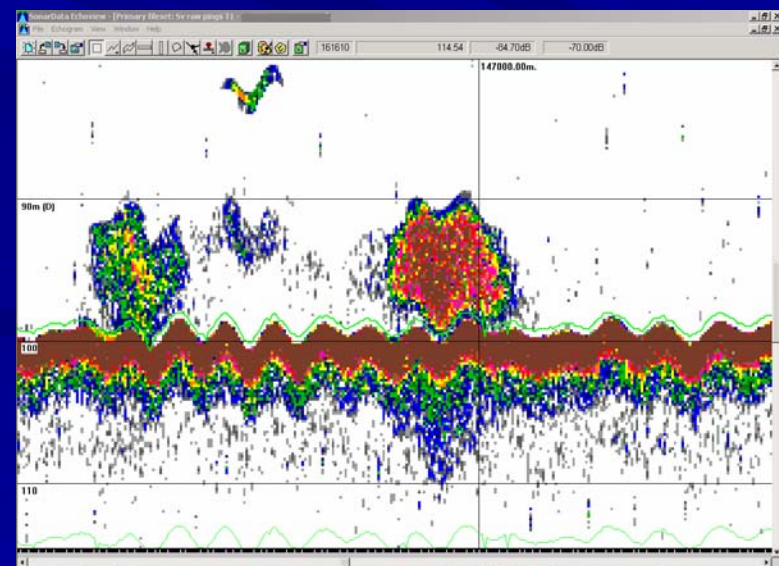 SonarData Echoview - [Primary fileset: Sv raw pings T1 -
File Echogram View Window Help
161610 114.54 -64.70dB -70.00dB
147000.00m.
90m (D)
100
110